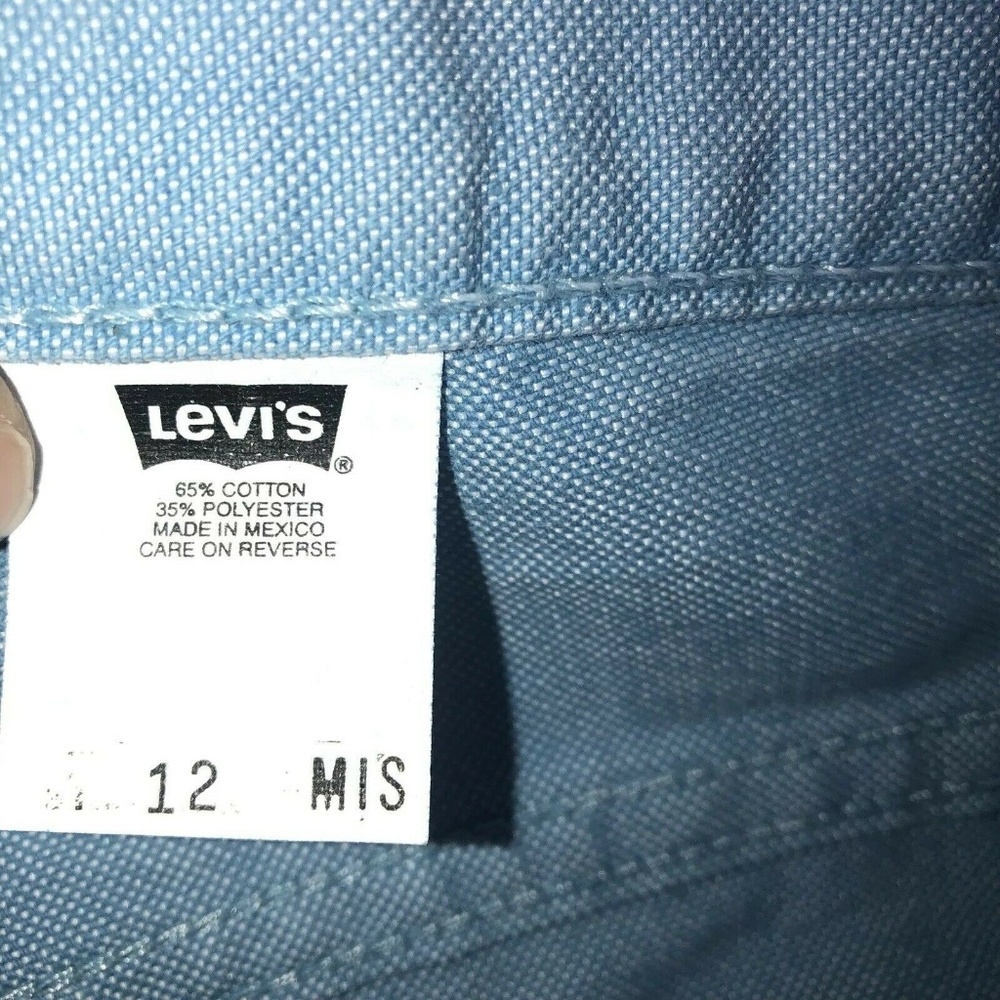 Levi's ®
65% COTTON
35% POLYESTER
MADE IN MEXICO
CARE ON REVERSE
12 MIS